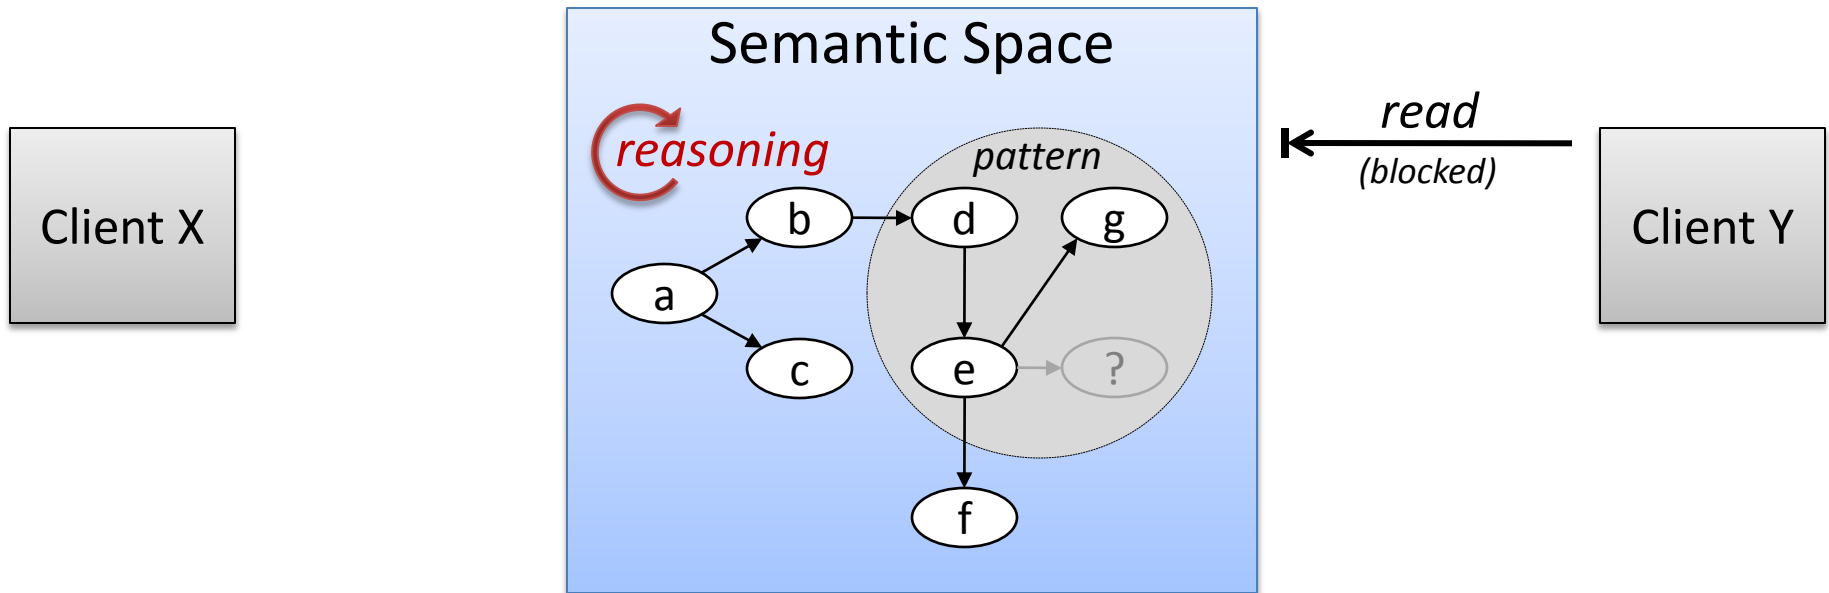 Semantic Space
reasoning
pattern
read
(blocked)
Client X
Client Y
b
d
g
a
c
e
?
f